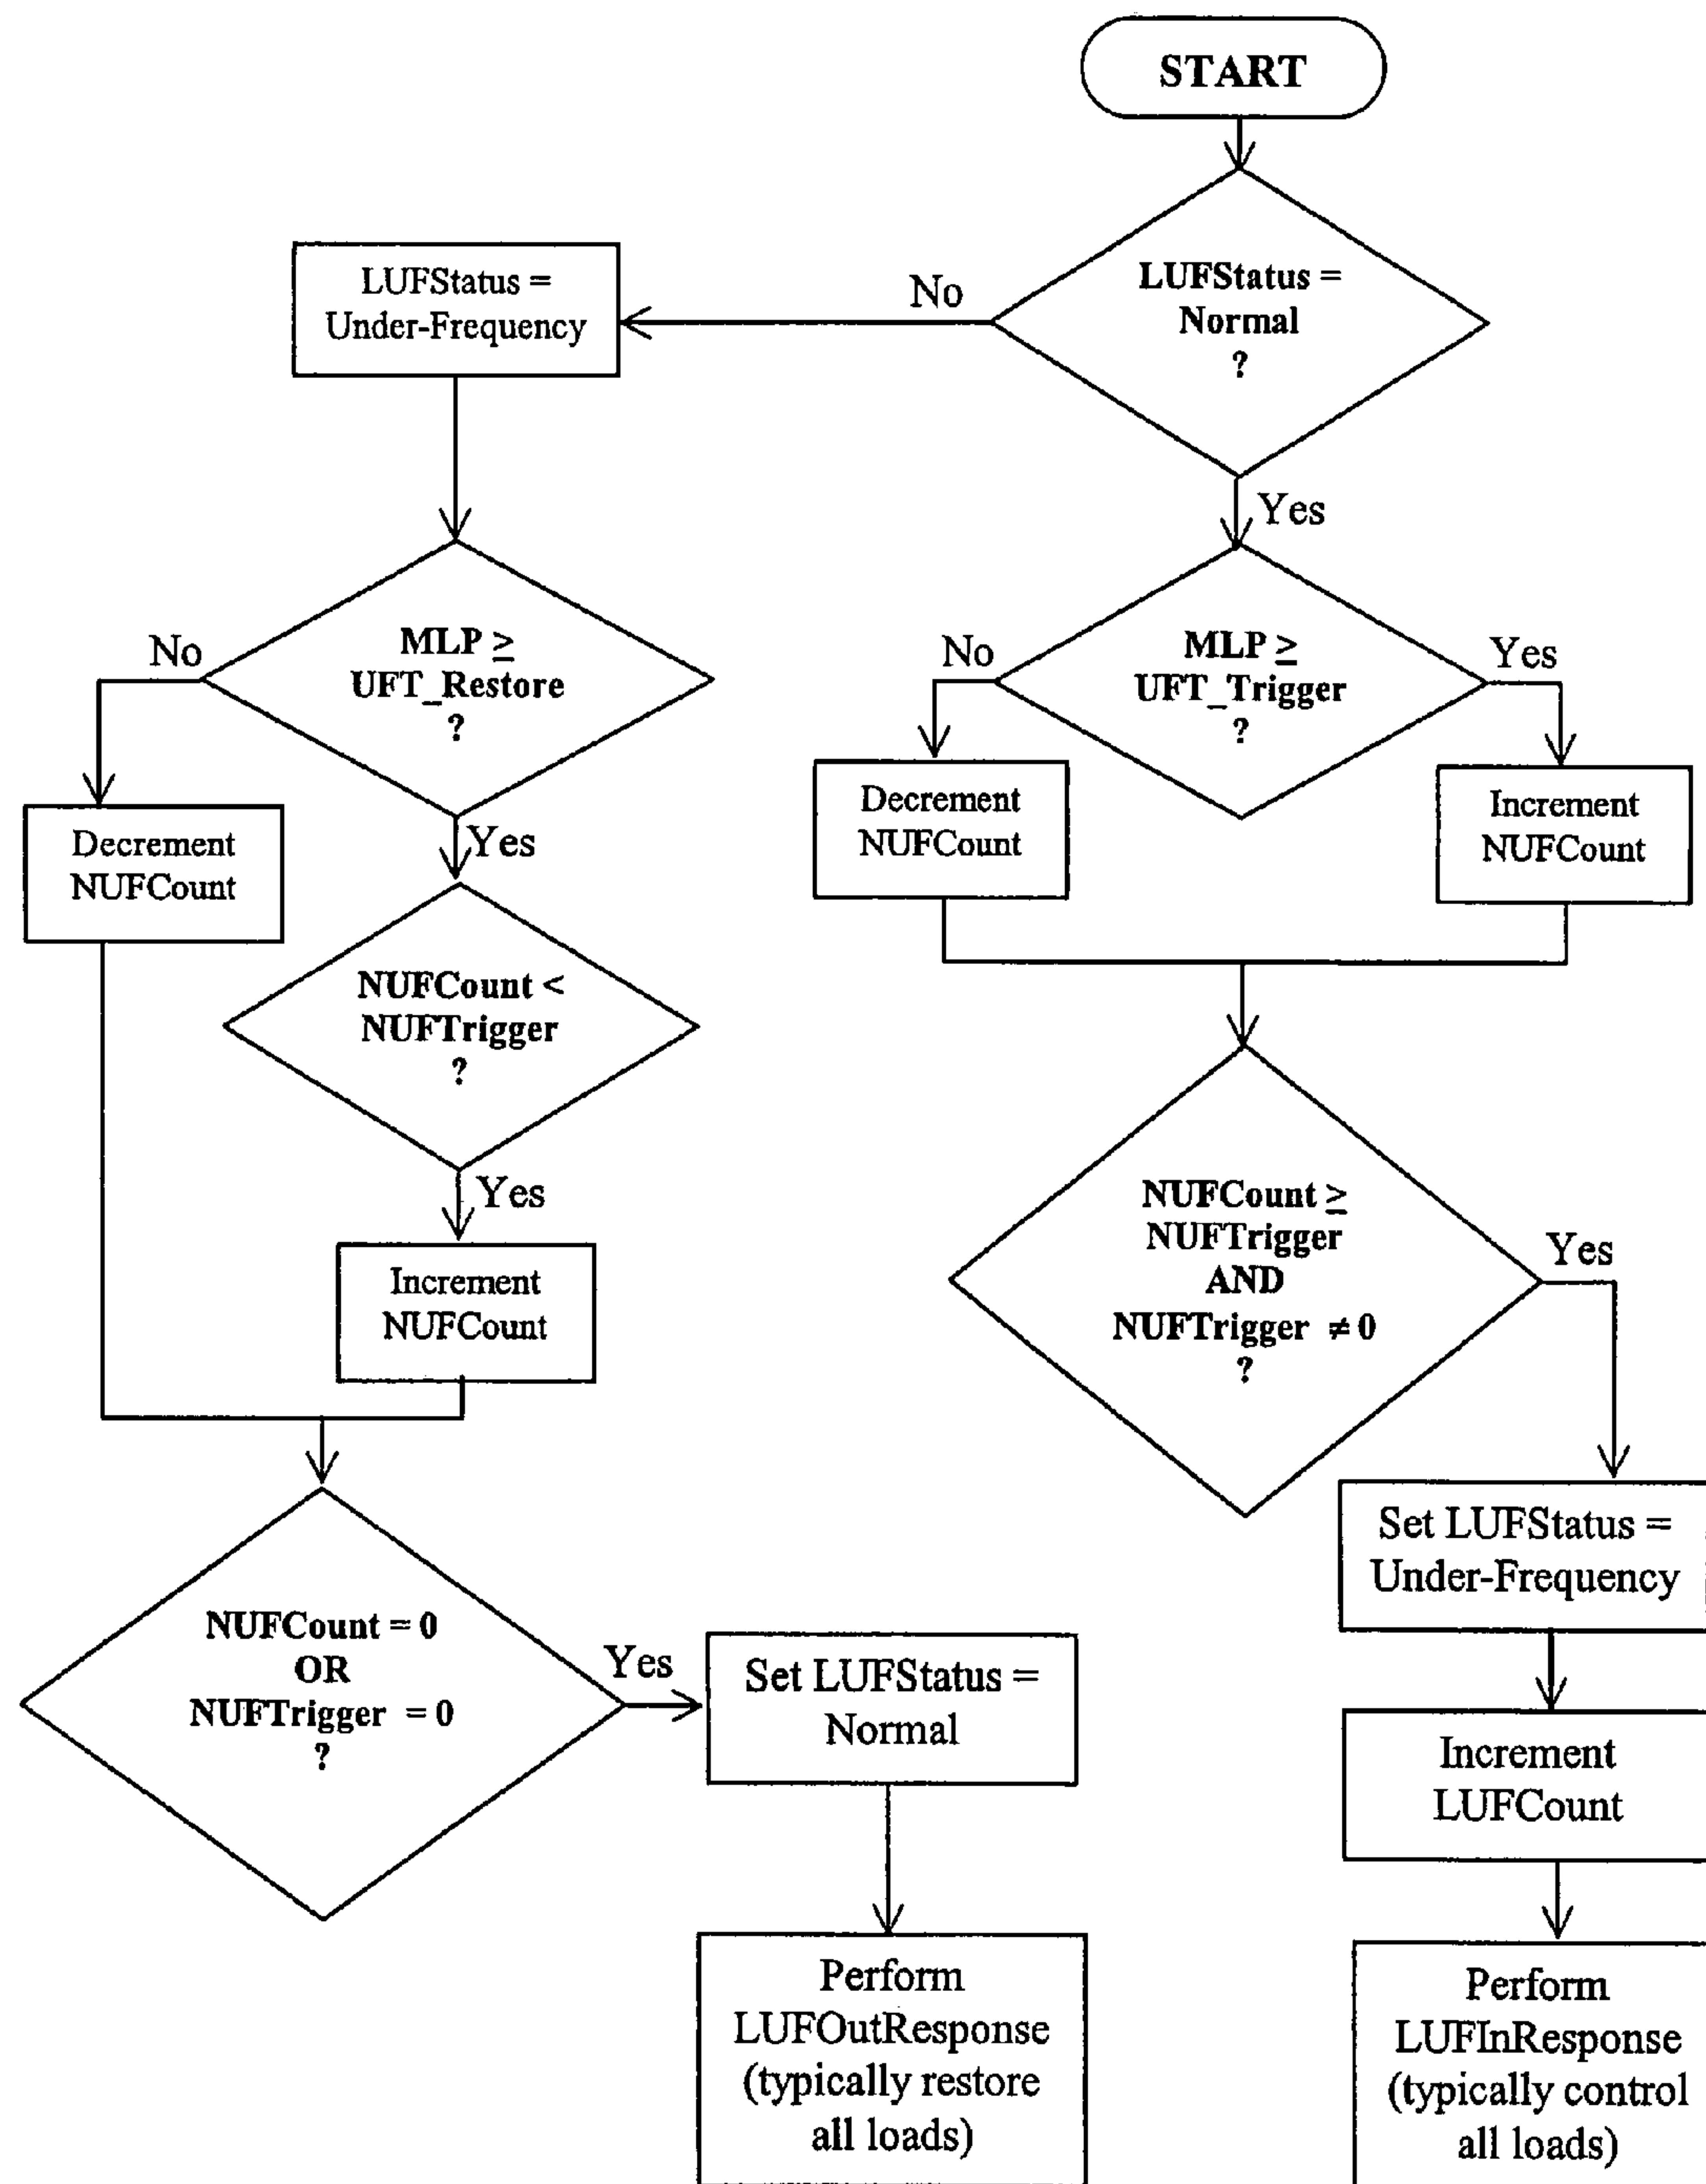 START
LUFStatus =
Normal
?
No
LUFStatus =
Under-Frequency
Yes
MLP ≥
UFT_Restore
?
No
Yes
MLP ≥
UFT_Trigger
?
No
Yes
Decrement
NUFCount
Decrement
NUFCount
Increment
NUFCount
NUFCount <
NUFTrigger
?
Yes
Increment
NUFCount
NUFCount ≥
NUFTrigger
AND
NUFTrigger ≠ 0
?
Yes
Set LUFStatus =
Under-Frequency
NUFCount = 0
OR
NUFTrigger = 0
?
Yes
Set LUFStatus =
Normal
Increment
LUFCount
Perform
LUFOutResponse
(typically restore
all loads)
Perform
LUFInResponse
(typically control
all loads)